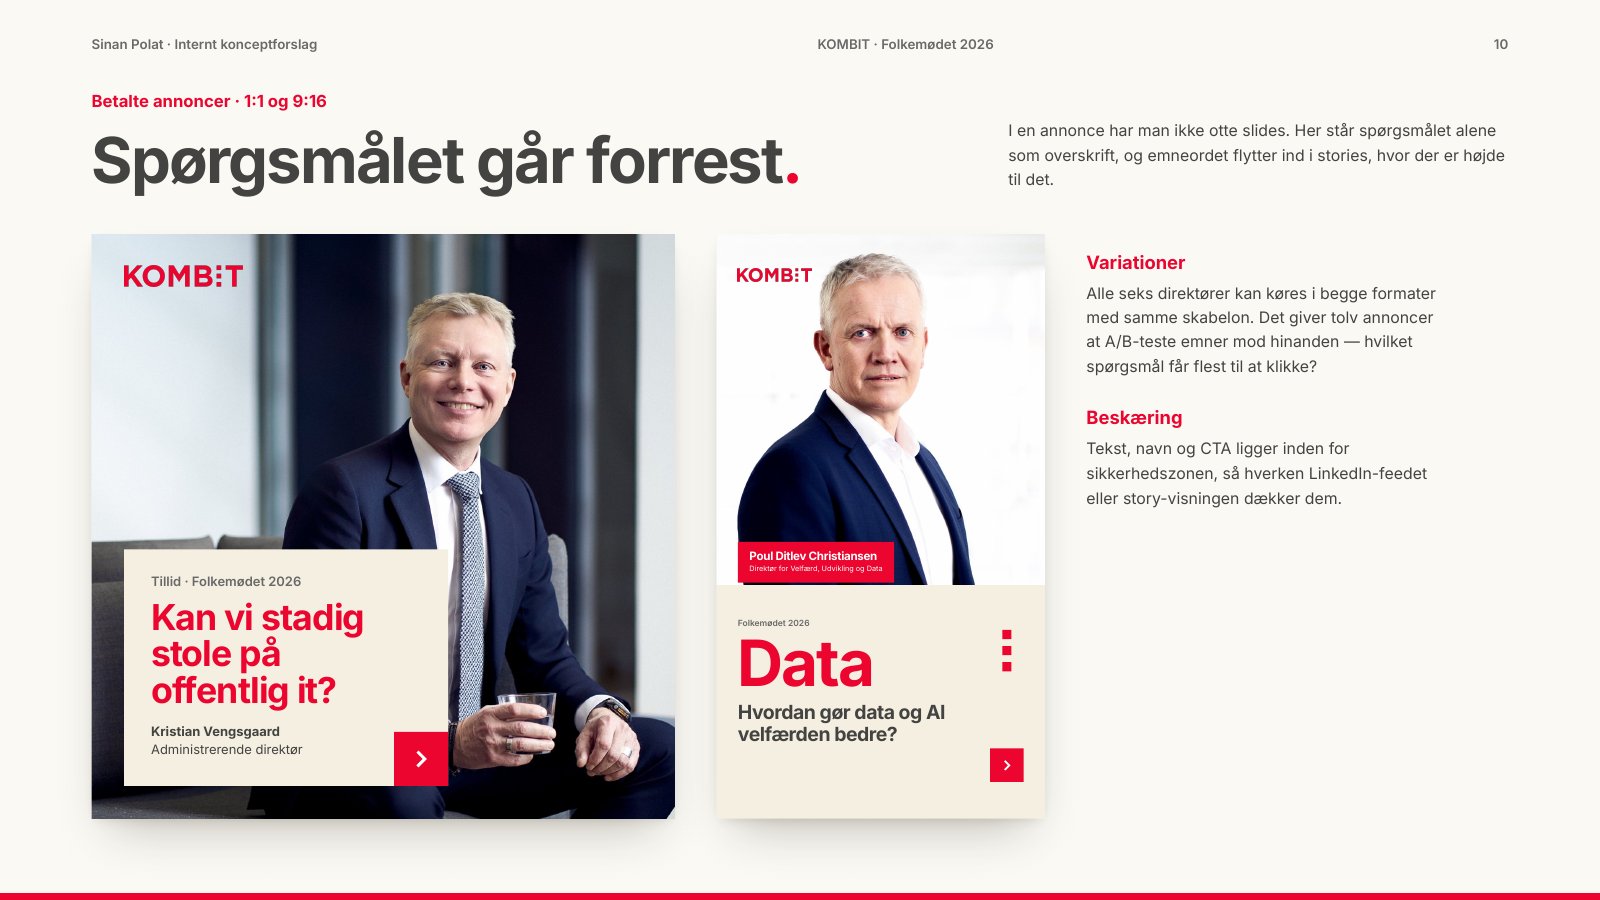 Sinan Polat · Internt konceptforslag
KOMBIT · Folkemødet 2026
10
Betalte annoncer · 1:1 og 9:16
Spørgsmålet går forrest.
I en annonce har man ikke otte slides. Her står spørgsmålet alene
som overskrift, og emneordet flytter ind i stories, hvor der er højde
til det.
KOMBIT
Tillid · Folkemødet 2026
Kan vi stadig
stole på
offentlig it?
Kristian Vengsgaard
Administrerende direktør
KOMBIT
Poul Ditlev Christiansen
Direktør for Velfærd, Udvikling og Data
Folkemødet 2026
Data
Hvordan gør data og AI
velfærden bedre?
Variationer
Alle seks direktører kan køres i begge formater
med samme skabelon. Det giver tolv annoncer
at A/B-teste emner mod hinanden — hvilket
spørgsmål får flest til at klikke?
Beskæring
Tekst, navn og CTA ligger inden for
sikkerhedszonen, så hverken LinkedIn-feedet
eller story-visningen dækker dem.